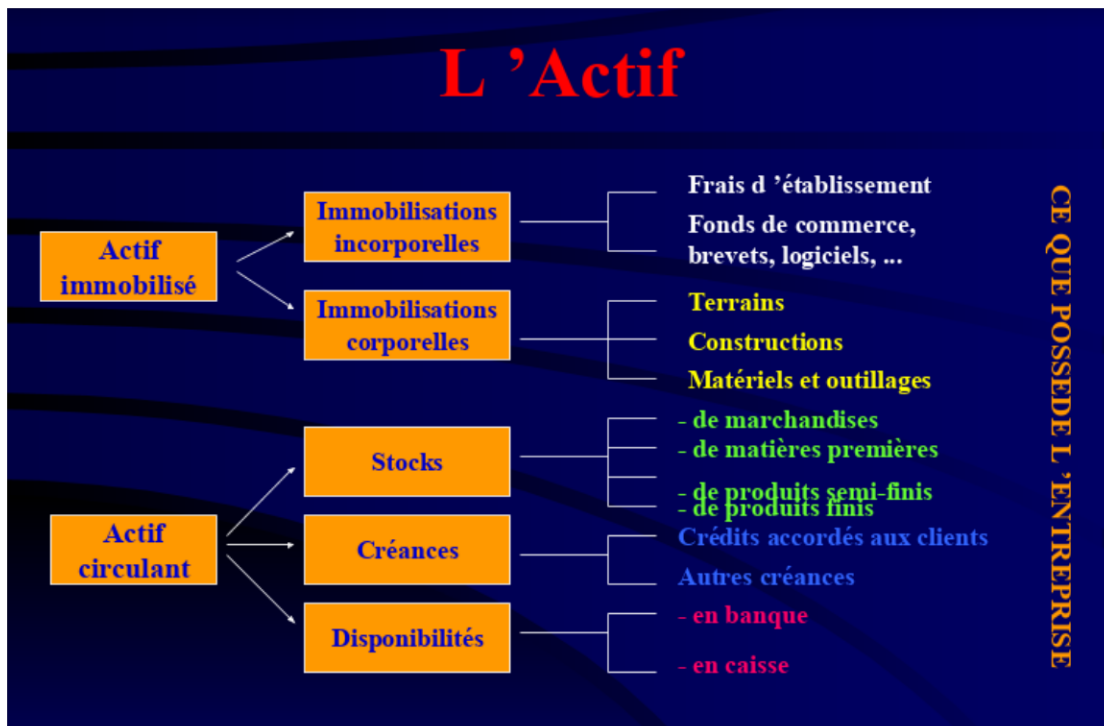 L ’Actif
Actif
immobilisé
Immobilisations
incorporelles
Frais d ’établissement
Fonds de commerce,
brevets, logiciels, ...
Immobilisations
corporelles
Terrains
Constructions
Matériels et outillages
Actif
circulant
Stocks
- de marchandises
- de matières premières
- de produits semi-finis
- de produits finis
Créances
Crédits accordés aux clients
Autres créances
Disponibilités
- en banque
- en caisse
CE QUE POSSEDE L ’ENTREPRISE